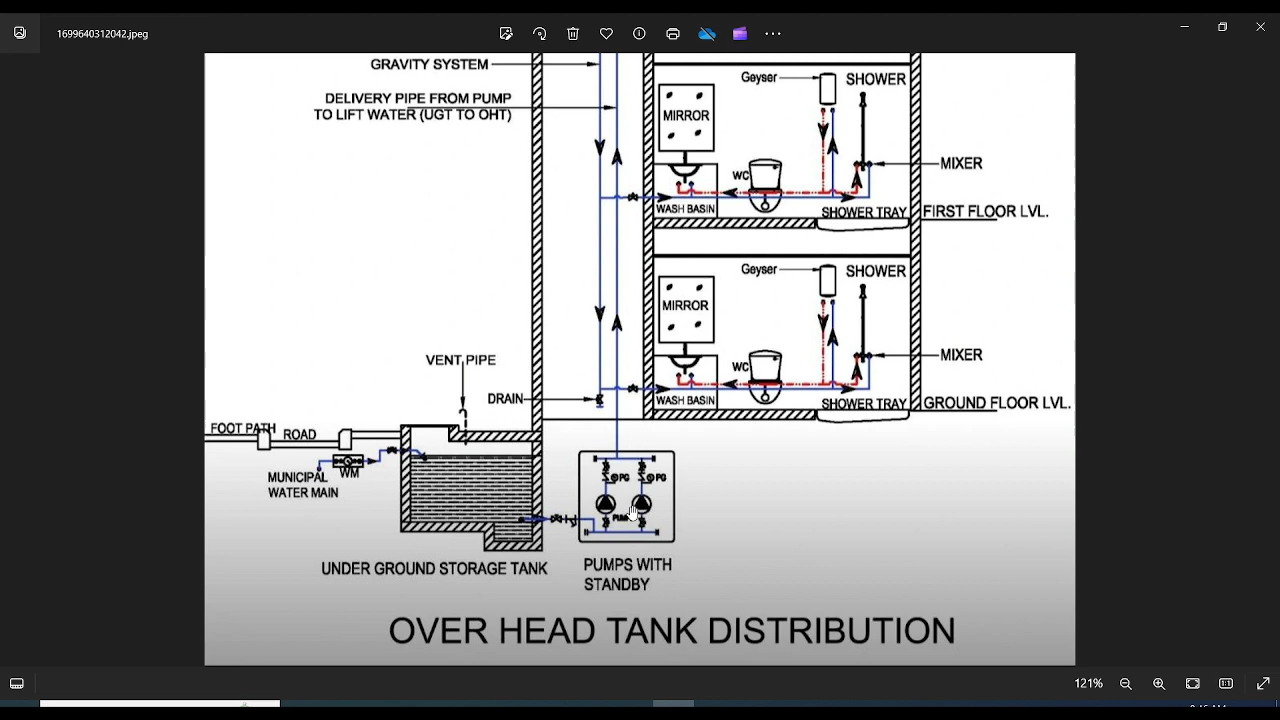 1699640312042.jpeg
GRAVITY SYSTEM
DELIVERY PIPE FROM PUMP
TO LIFT WATER (UGT TO OHT)
Geyser
SHOWER
MIRROR
MIXER
WC
WASH BASIN
SHOWER TRAY
FIRST FLOOR LVL.
Geyser
SHOWER
MIRROR
MIXER
VENT PIPE
WC
DRAIN
WASH BASIN
SHOWER TRAY
GROUND FLOOR LVL.
FOOT PATH
ROAD
WM
MUNICIPAL
WATER MAIN
PG
PG
UNDER GROUND STORAGE TANK
PUMPS WITH
STANDBY
OVER HEAD TANK DISTRIBUTION
121%